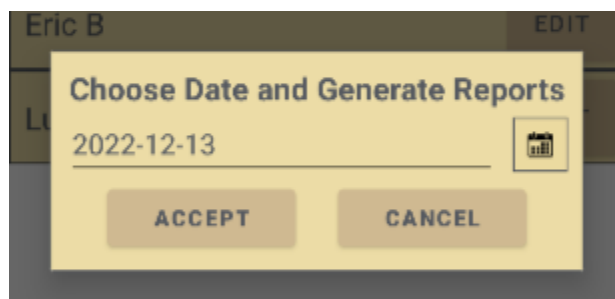 Eric B
EDIT
Choose Date and Generate Reports
2022-12-13
ACCEPT
CANCEL